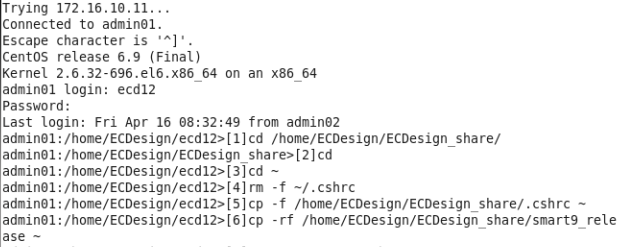 Trying 172.16.10.11...
Connected to admin01.
Escape character is '^]'.
CentOS release 6.9 (Final)
Kernel 2.6.32-696.el6.x86_64 on an x86_64
admin01 login: ecd12
Password:
Last login: Fri Apr 16 08:32:49 from admin02
admin01:/home/ECDesign/ecd12>[1]cd /home/ECDesign/ECDesign_share/
admin01:/home/ECDesign/ECDesign_share>[2]cd
admin01:/home/ECDesign/ecd12>[3]cd ~
admin01:/home/ECDesign/ecd12>[4]rm -f ~/.cshrc
admin01:/home/ECDesign/ecd12>[5]cp -f /home/ECDesign/ECDesign_share/.cshrc ~
admin01:/home/ECDesign/ecd12>[6]cp -rf /home/ECDesign/ECDesign_share/smart9_rele
ase ~